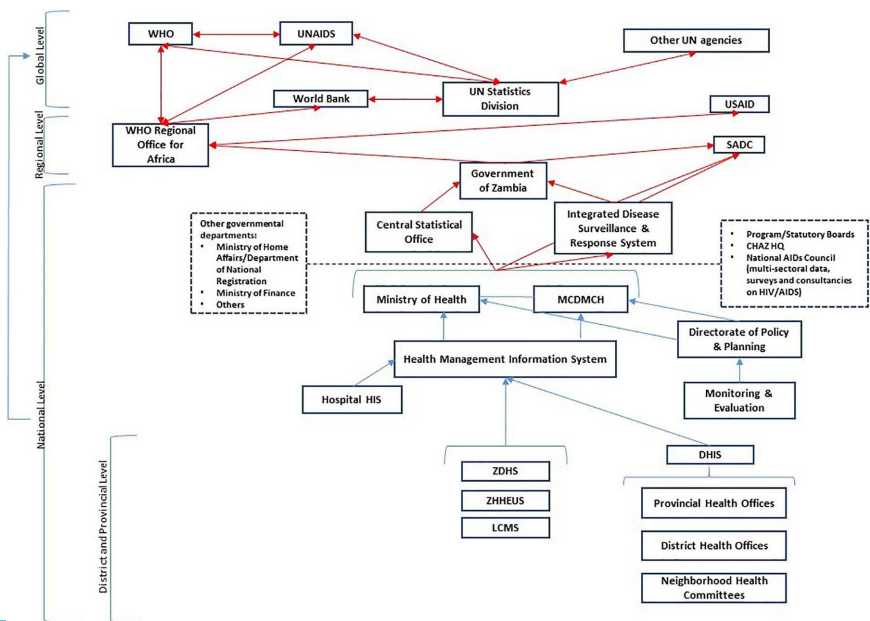 Global Level
WHO
UNAIDS
Other UN agencies
World Bank
UN Statistics
Division
USAID
Regional Level
WHO Regional
Office for
Africa
SADC
Government
of Zambia
National Level
Other governmental
departments:
• Ministry of Home
Affairs/Department
of National
Registration
• Ministry of Finance
• Others
Central Statistical
Office
Integrated Disease
Surveillance &
Response System
• Program/Statutory Boards
• CHAZ HQ
• National AIDs Council
(multi-sectoral data,
surveys and consultancies
on HIV/AIDS)
Ministry of Health
MCDMCH
Directorate of Policy
& Planning
Health Management Information System
Hospital HIS
Monitoring &
Evaluation
District and Provincial Level
ZDHS
ZHHEUS
LCMS
DHIS
Provincial Health Offices
District Health Offices
Neighborhood Health
Committees